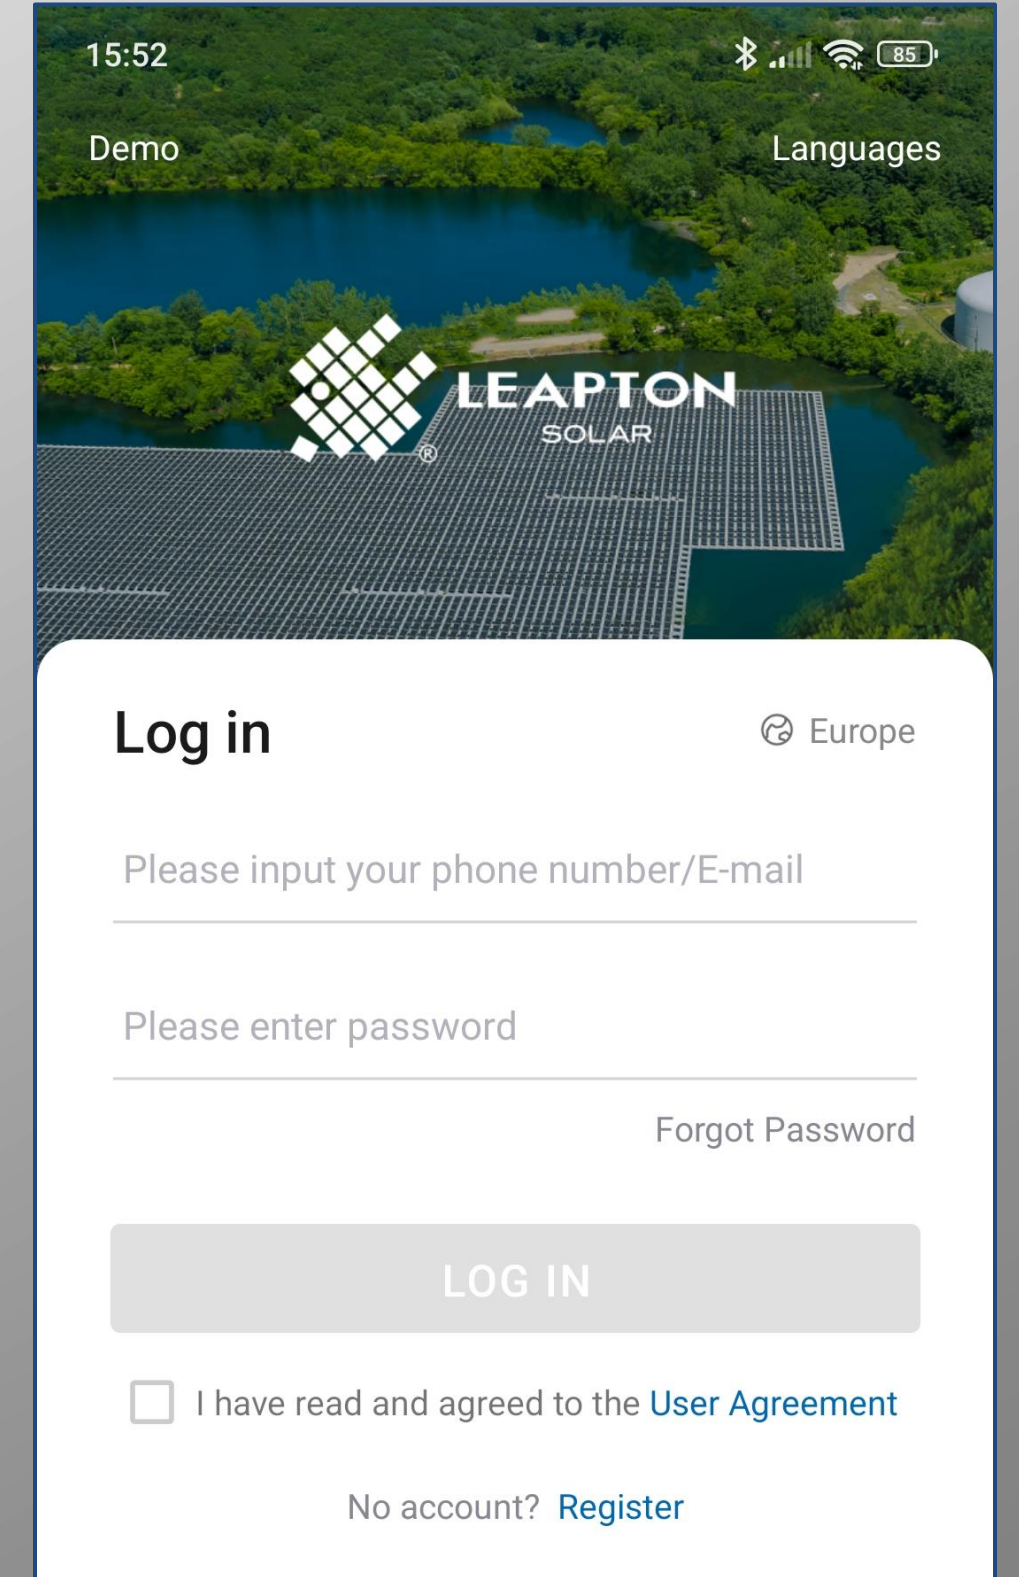 15:52
85
Demo
Languages
LEAPTON
SOLAR
®
Log in
Europe
Please input your phone number/E-mail
Please enter password
Forgot Password
LOG IN
I have read and agreed to the User Agreement
No account? Register